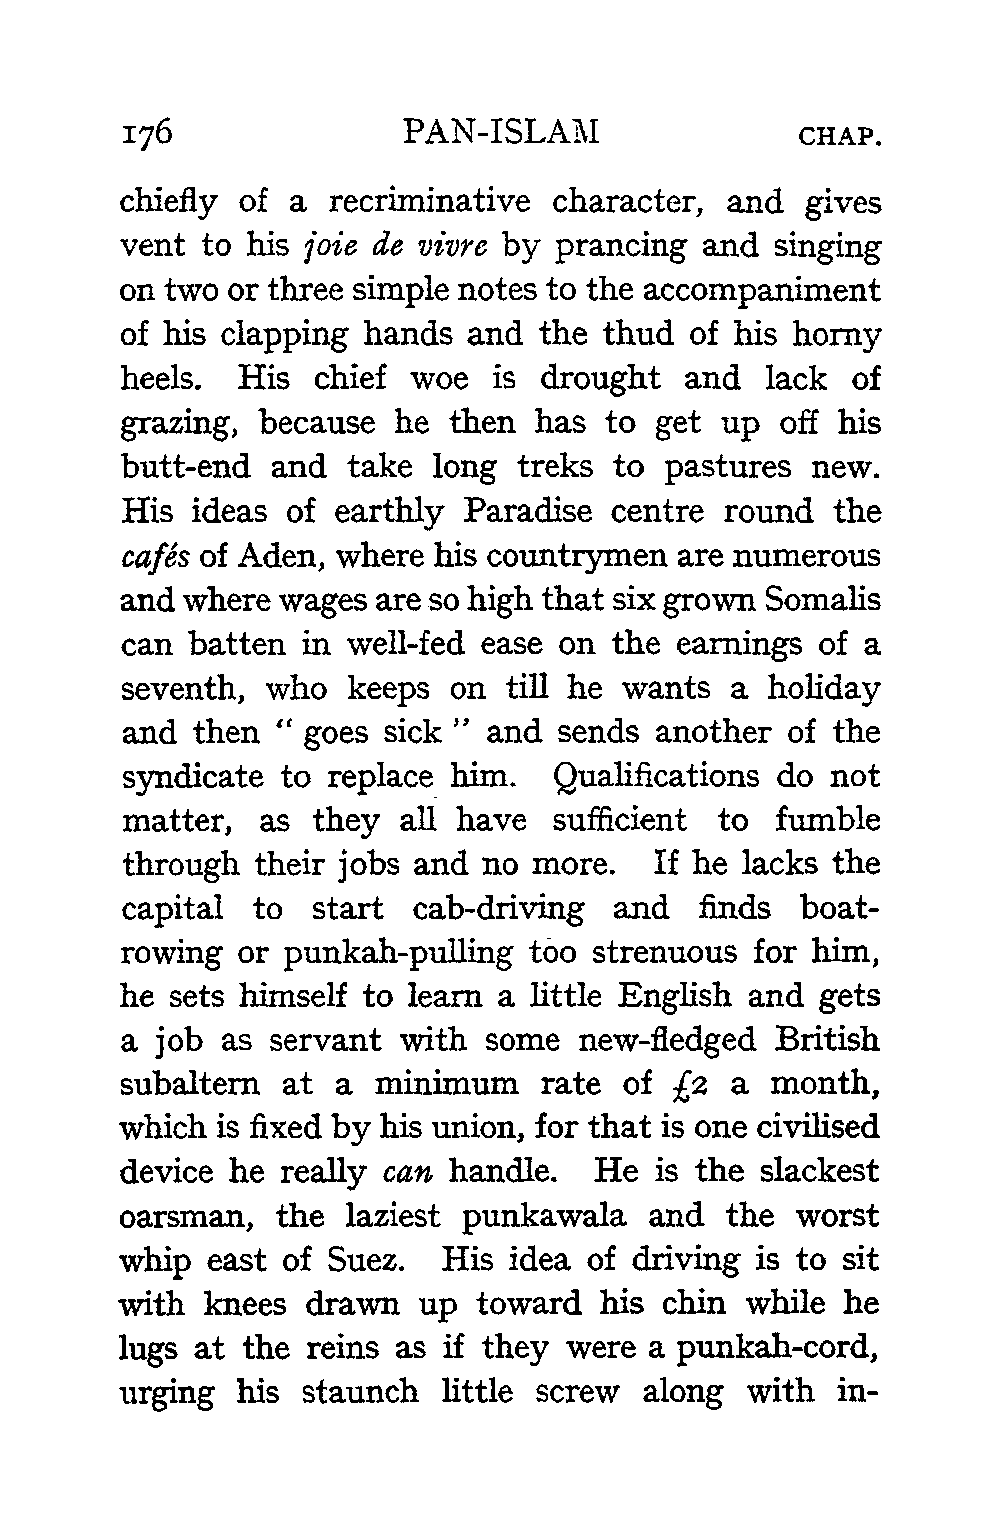 176 PAN-ISLAM CHAP.
chiefly of a recriminative character, and gives
vent to his joie de vivre by prancing and singing
on two or three simple notes to the accompaniment
of his clapping hands and the thud of his horny
heels. His chief woe is drought and lack of
grazing, because he then has to get up off his
butt-end and take long treks to pastures new.
His ideas of earthly Paradise centre round the
cafés of Aden, where his countrymen are numerous
and where wages are so high that six grown Somalis
can batten in well-fed ease on the earnings of a
seventh, who keeps on till he wants a holiday
and then “ goes sick ” and sends another of the
syndicate to replace him. Qualifications do not
matter, as they all have sufficient to fumble
through their jobs and no more. If he lacks the
capital to start cab-driving and finds boat-
rowing or punkah-pulling too strenuous for him,
he sets himself to learn a little English and gets
a job as servant with some new-fledged British
subaltern at a minimum rate of £2 a month,
which is fixed by his union, for that is one civilised
device he really can handle. He is the slackest
oarsman, the laziest punkawala and the worst
whip east of Suez. His idea of driving is to sit
with knees drawn up toward his chin while he
lugs at the reins as if they were a punkah-cord,
urging his staunch little screw along with in-